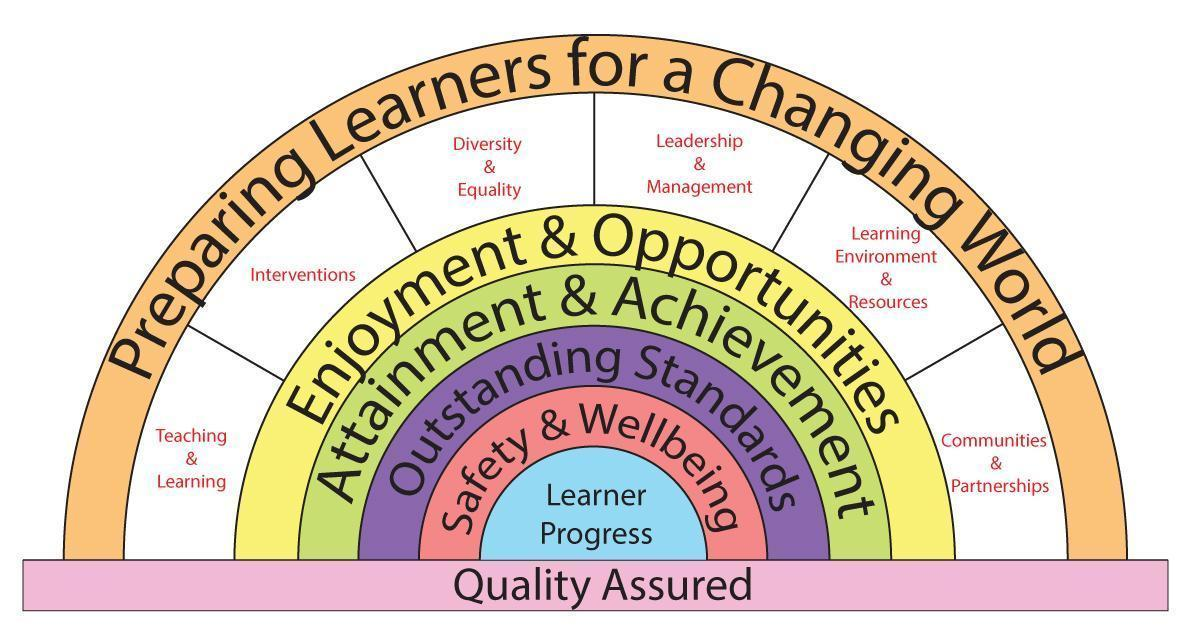 Preparing Learners for a Changing World
Diversity
&
Equality
Leadership
&
Management
Interventions
Learning
Environment
&
Resources
Teaching
&
Learning
Communities
&
Partnerships
Enjoyment & Opportunities
Attainment & Achievement
Outstanding Standards
Safety & Wellbeing
Learner
Progress
Quality Assured